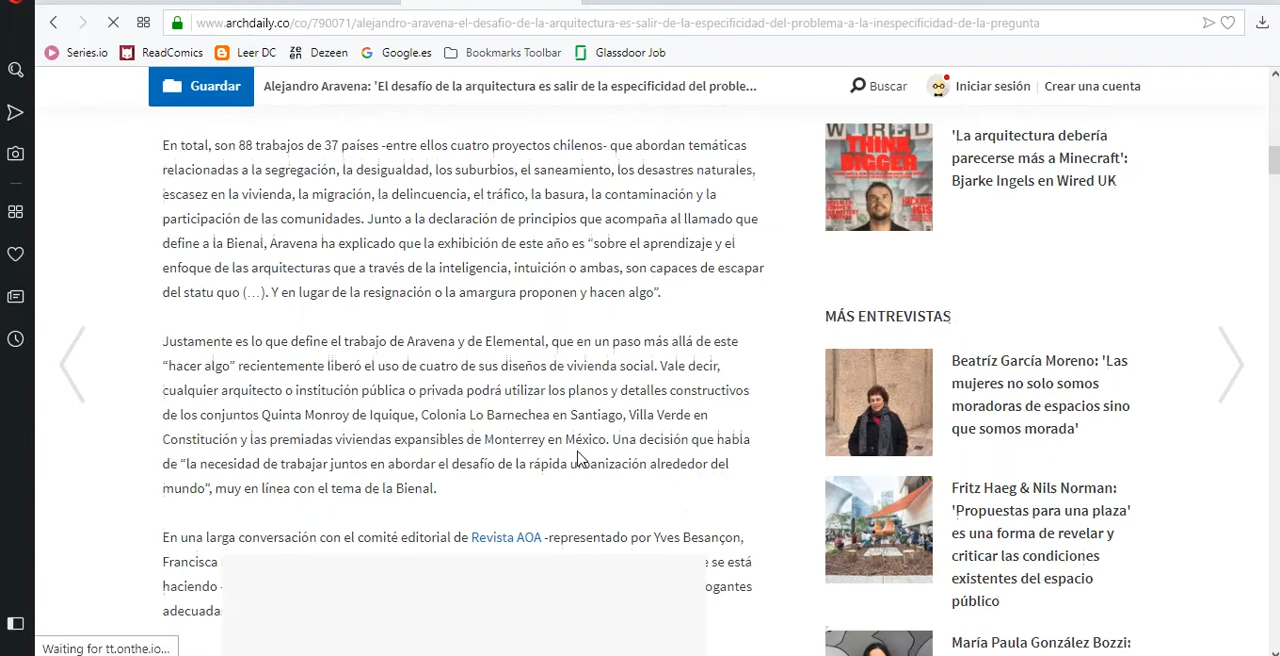 www.archdaily.co/co/790071/alejandro-aravena-el-desafio-de-la-arquitectura-es-salir-de-la-especificidad-del-problema-a-la-inespecificidad-de-la-pregunta
Series.io ReadComics Leer DC Dezeen Google.es Bookmarks Toolbar Glassdoor Job
Guardar Alejandro Aravena: 'El desafío de la arquitectura es salir de la especificidad del proble... Buscar Iniciar sesión Crear una cuenta
En total, son 88 trabajos de 37 países -entre ellos cuatro proyectos chilenos- que abordan temáticas
relacionadas a la segregación, la desigualdad, los suburbios, el saneamiento, los desastres naturales,
escasez en la vivienda, la migración, la delincuencia, el tráfico, la basura, la contaminación y la
participación de las comunidades. Junto a la declaración de principios que acompaña al llamado que
define a la Bienal, Aravena ha explicado que la exhibición de este año es “sobre el aprendizaje y el
enfoque de las arquitecturas que a través de la inteligencia, intuición o ambas, son capaces de escapar
del statu quo (…). Y en lugar de la resignación o la amargura proponen y hacen algo”.
Justamente es lo que define el trabajo de Aravena y de Elemental, que en un paso más allá de este
“hacer algo” recientemente liberó el uso de cuatro de sus diseños de vivienda social. Vale decir,
cualquier arquitecto o institución pública o privada podrá utilizar los planos y detalles constructivos
de los conjuntos Quinta Monroy de Iquique, Colonia Lo Barnechea en Santiago, Villa Verde en
Constitución y las premiadas viviendas expansibles de Monterrey en México. Una decisión que habla
de “la necesidad de trabajar juntos en abordar el desafío de la rápida urbanización alrededor del
mundo”, muy en línea con el tema de la Bienal.
En una larga conversación con el comité editorial de Revista AOA -representado por Yves Besançon,
Francisca se está
haciendo ogantes
adecuada
WIRED
THINK
DIGGER
'La arquitectura debería
parecerse más a Minecraft':
Bjarke Ingels en Wired UK
MÁS ENTREVISTAS
Beatríz García Moreno: 'Las
mujeres no solo somos
moradoras de espacios sino
que somos morada'
Fritz Haeg & Nils Norman:
'Propuestas para una plaza'
es una forma de revelar y
criticar las condiciones
existentes del espacio
público
María Paula González Bozzi:
Waiting for tt.onthe.io...